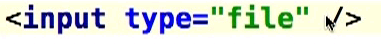 <input type="file" />